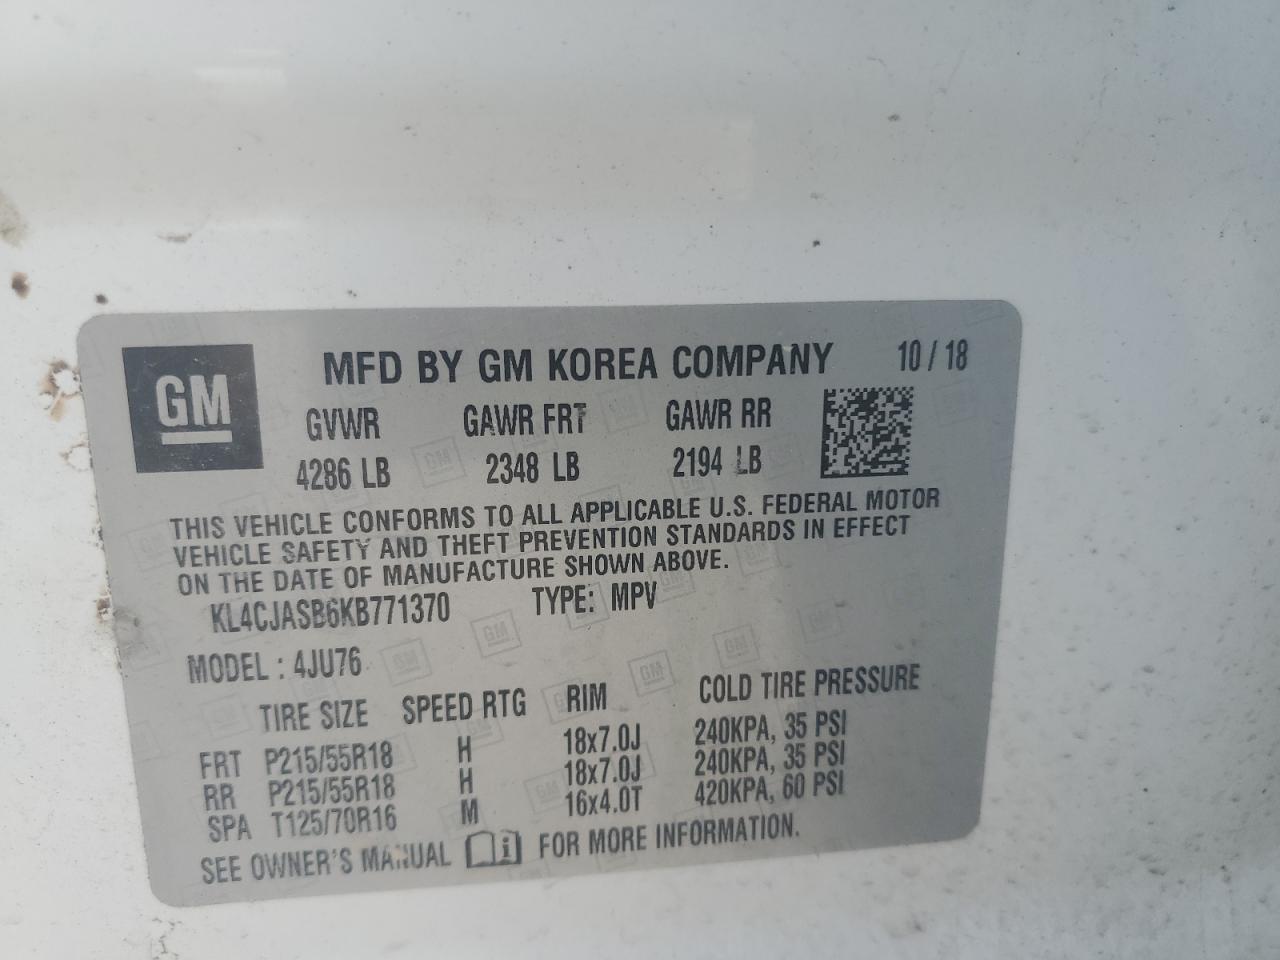 GM
MFD BY GM KOREA COMPANY 10 / 18
GVWR GAWR FRT GAWR RR
4286 LB 2348 LB 2194 LB
THIS VEHICLE CONFORMS TO ALL APPLICABLE U.S. FEDERAL MOTOR
VEHICLE SAFETY AND THEFT PREVENTION STANDARDS IN EFFECT
ON THE DATE OF MANUFACTURE SHOWN ABOVE.
KL4CJASB6KB771370 TYPE: MPV
MODEL : 4JU76
TIRE SIZE SPEED RTG RIM COLD TIRE PRESSURE
FRT P215/55R18 H 18x7.0J 240KPA, 35 PSI
RR P215/55R18 H 18x7.0J 240KPA, 35 PSI
SPA T125/70R16 M 16x4.0T 420KPA, 60 PSI
SEE OWNER'S MANUAL i FOR MORE INFORMATION.